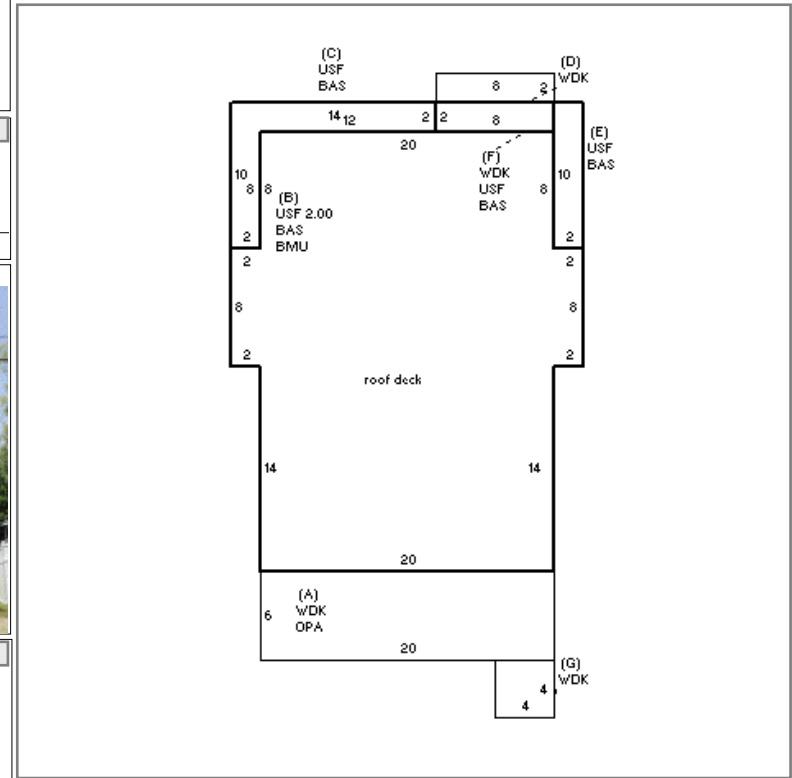 (C)
USF
BAS
(D)
WDK
8 2
14 12 2 2 8
20
(E)
USF
BAS
(F)
WDK
USF
BAS
10
8 8
(B)
USF 2.00
BAS
BMU
8 10
2 2
2 2
8 8
2 2
roof deck
14 14
20
(A)
WDK
OPA
6
20
(G)
WDK
4
4